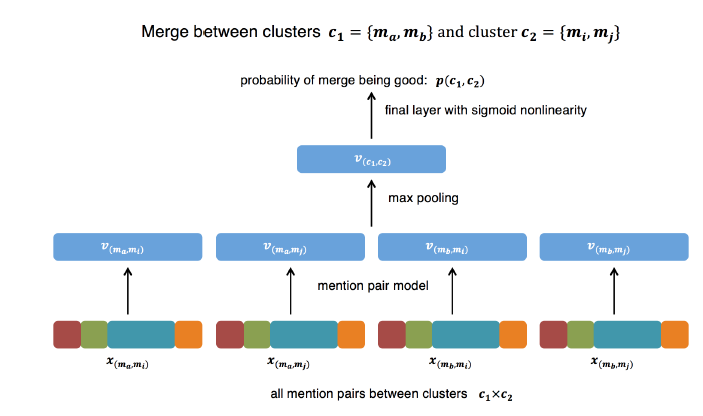 Merge between clusters c₁ = {mₐ, m_b} and cluster c₂ = {mᵢ, mⱼ}
probability of merge being good: p(c₁, c₂)
final layer with sigmoid nonlinearity
v(c₁,c₂)
max pooling
v(mₐ,mᵢ) v(mₐ,mⱼ) v(m_b,mᵢ) v(m_b,mⱼ)
mention pair model
x(mₐ,mᵢ) x(mₐ,mⱼ) x(m_b,mᵢ) x(m_b,mⱼ)
all mention pairs between clusters c₁×c₂